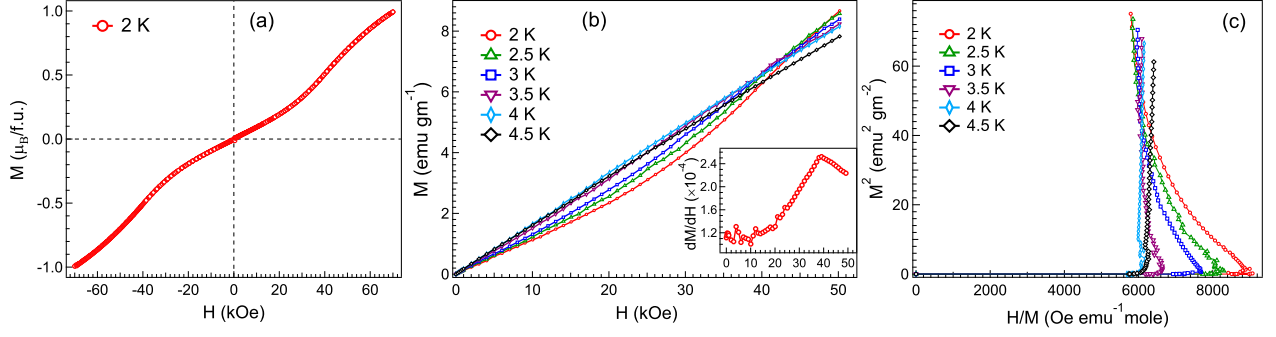 (a)
2 K
M (μB/f.u.)
1.0
0.5
0.0
-0.5
-1.0
-60 -40 -20 0 20 40 60
H (kOe)
(b)
2 K
2.5 K
3 K
3.5 K
4 K
4.5 K
M (emu gm⁻¹)
8
6
4
2
0
0 10 20 30 40 50
H (kOe)
dM/dH (×10⁻⁴)
2.4
2.0
1.6
1.2
0 10 20 30 40 50
(c)
2 K
2.5 K
3 K
3.5 K
4 K
4.5 K
M² (emu² gm⁻²)
60
40
20
0
0 2000 4000 6000 8000
H/M (Oe emu⁻¹mole)